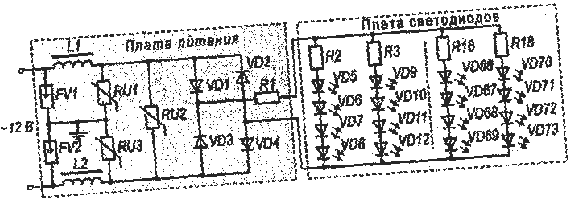 Плата светодиодов
Плата питания
L1
VD2
R2
R3
R16
R18
FV1
RU1
VD1
R1
VD5
VD9
VD66
VD70
VD6
VD10
VD67
VD71
~12 В
RU2
VD7
VD11
VD68
VD72
FV2
RU3
VD3
VD4
VD8
VD12
VD69
VD73
L2